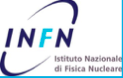 INFN
Istituto Nazionale
di Fisica Nucleare